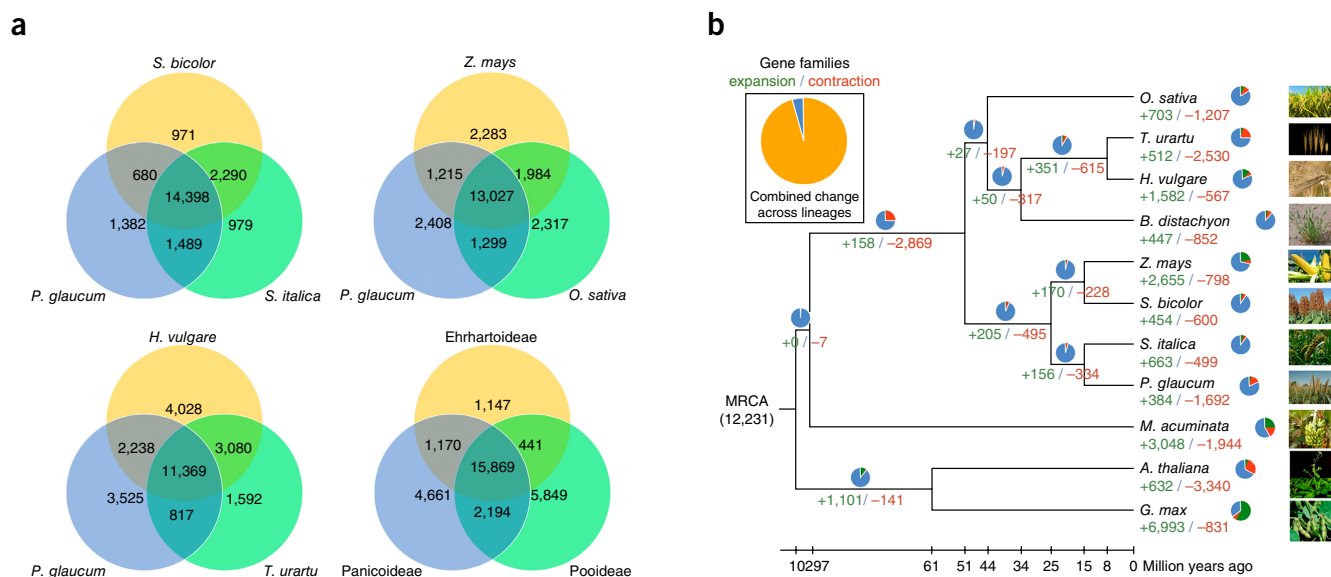 a
S. bicolor
971
680
2,290
14,398
1,382
979
1,489
P. glaucum
S. italica
Z. mays
2,283
1,215
1,984
13,027
2,408
2,317
1,299
P. glaucum
O. sativa
H. vulgare
4,028
2,238
3,080
11,369
3,525
1,592
817
P. glaucum
T. urartu
Ehrhartoideae
1,147
1,170
441
15,869
4,661
5,849
2,194
Panicoideae
Pooideae
b
Gene families
expansion / contraction
Combined change
across lineages
MRCA
(12,231)
+0 / –7
+158 / –2,869
+27 / –197
+50 / –317
+351 / –615
+205 / –495
+170 / –228
+156 / –334
+1,101 / –141
O. sativa
+703 / –1,207
T. urartu
+512 / –2,530
H. vulgare
+1,582 / –567
B. distachyon
+447 / –852
Z. mays
+2,655 / –798
S. bicolor
+454 / –600
S. italica
+663 / –499
P. glaucum
+384 / –1,692
M. acuminata
+3,048 / –1,944
A. thaliana
+632 / –3,340
G. max
+6,993 / –831
10297 61 51 44 34 25 15 8 0 Million years ago